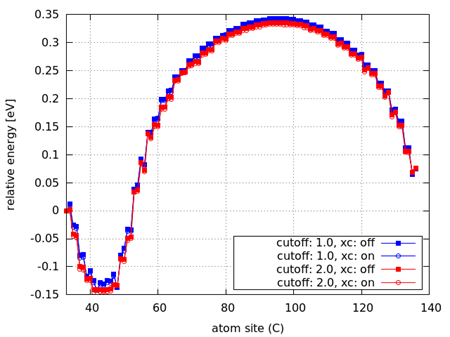 0.35
0.3
0.25
0.2
0.15
0.1
0.05
0
-0.05
-0.1
-0.15
relative energy [eV]
cutoff: 1.0, xc: off
cutoff: 1.0, xc: on
cutoff: 2.0, xc: off
cutoff: 2.0, xc: on
40 60 80 100 120 140
atom site (C)